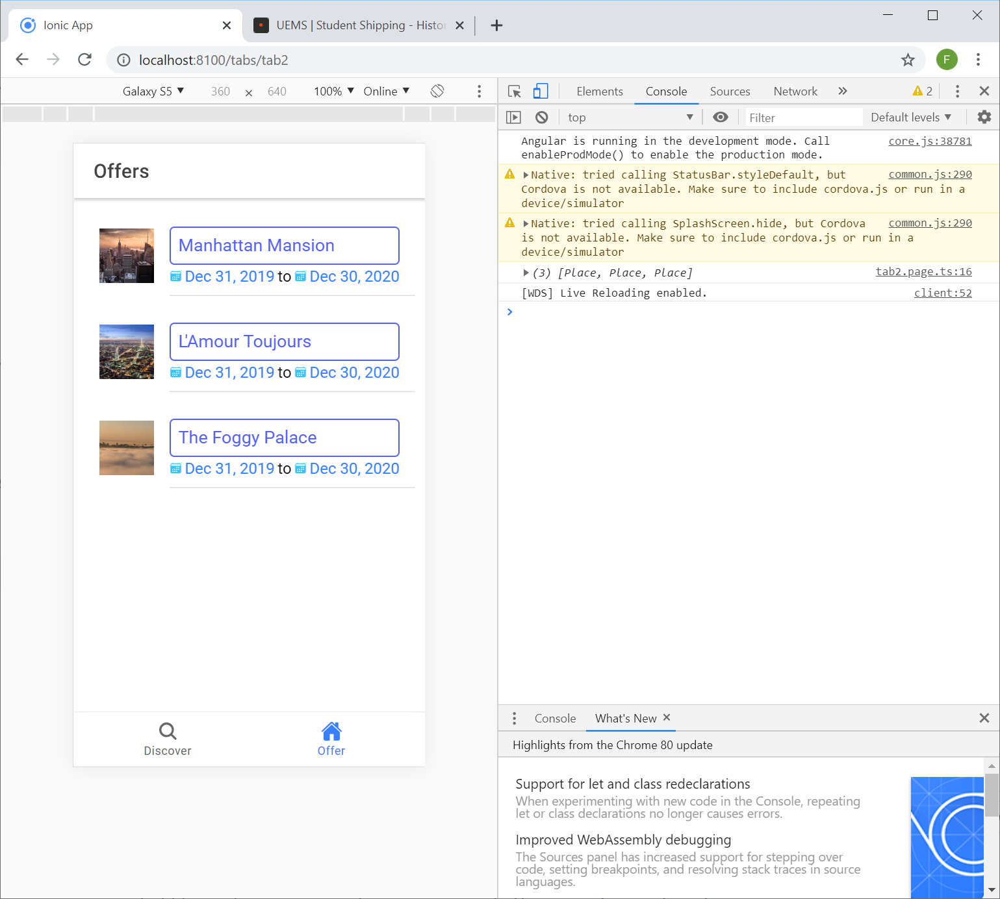 Ionic App
UEMS | Student Shipping - Histor
localhost:8100/tabs/tab2
F
Galaxy S5 360 × 640 100% Online
Elements Console Sources Network 2
top Filter Default levels
Offers
Manhattan Mansion
Dec 31, 2019 to Dec 30, 2020
L'Amour Toujours
Dec 31, 2019 to Dec 30, 2020
The Foggy Palace
Dec 31, 2019 to Dec 30, 2020
Discover
Offer
Angular is running in the development mode. Call core.js:38781
enableProdMode() to enable the production mode.
Native: tried calling StatusBar.styleDefault, but common.js:290
Cordova is not available. Make sure to include cordova.js or run in a
device/simulator
Native: tried calling SplashScreen.hide, but Cordova common.js:290
is not available. Make sure to include cordova.js or run in a
device/simulator
(3) [Place, Place, Place] tab2.page.ts:16
[WDS] Live Reloading enabled. client:52
Console What's New
Highlights from the Chrome 80 update
Support for let and class redeclarations
When experimenting with new code in the Console, repeating
let or class declarations no longer causes errors.
Improved WebAssembly debugging
The Sources panel has increased support for stepping over
code, setting breakpoints, and resolving stack traces in source
languages.